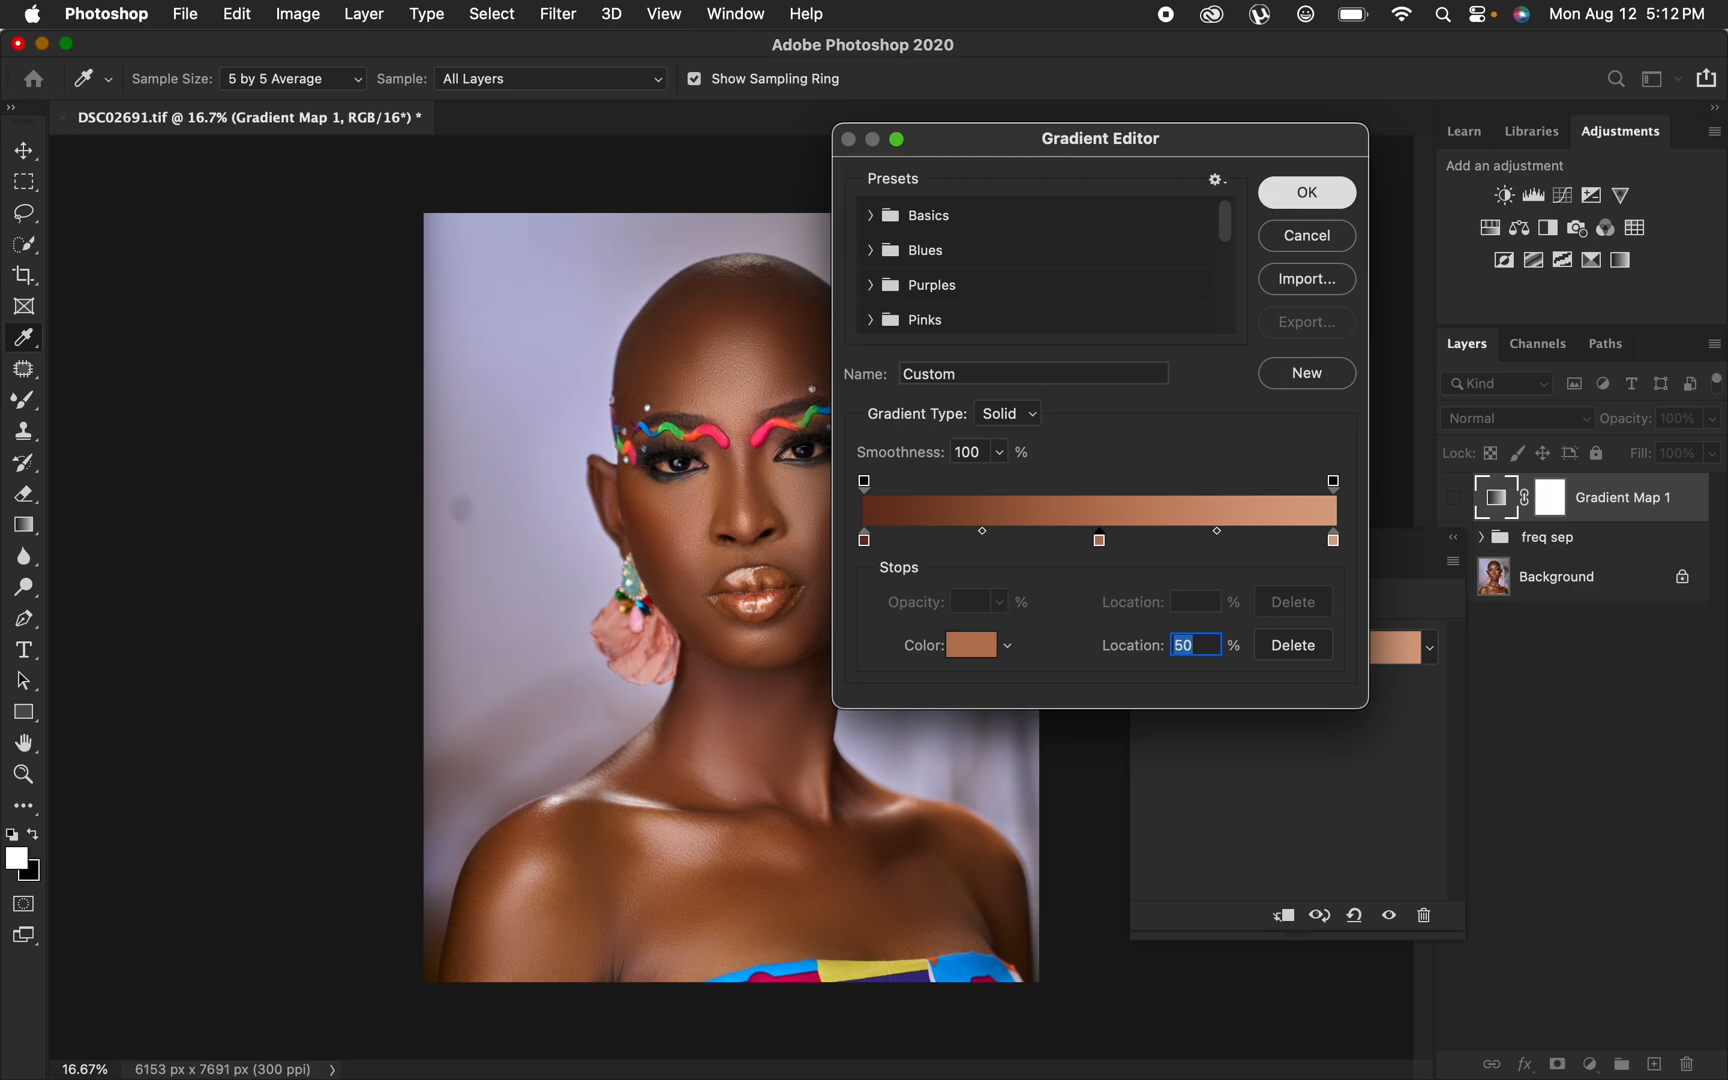 Photoshop File Edit Image Layer Type Select Filter 3D View Window Help Mon Aug 12 5:12 PM
Adobe Photoshop 2020
Sample Size: 5 by 5 Average Sample: All Layers Show Sampling Ring
DSC02691.tif @ 16.7% (Gradient Map 1, RGB/16*) *
Gradient Editor
Presets
Basics
Blues
Purples
Pinks
OK
Cancel
Import...
Export...
Name: Custom
New
Gradient Type: Solid
Smoothness: 100 %
Stops
Opacity: % Location: % Delete
Color: Location: 50 % Delete
Learn Libraries Adjustments
Add an adjustment
Layers Channels Paths
Kind
Normal Opacity: 100%
Lock: Fill: 100%
Gradient Map 1
freq sep
Background
16.67% 6153 px x 7691 px (300 ppi)